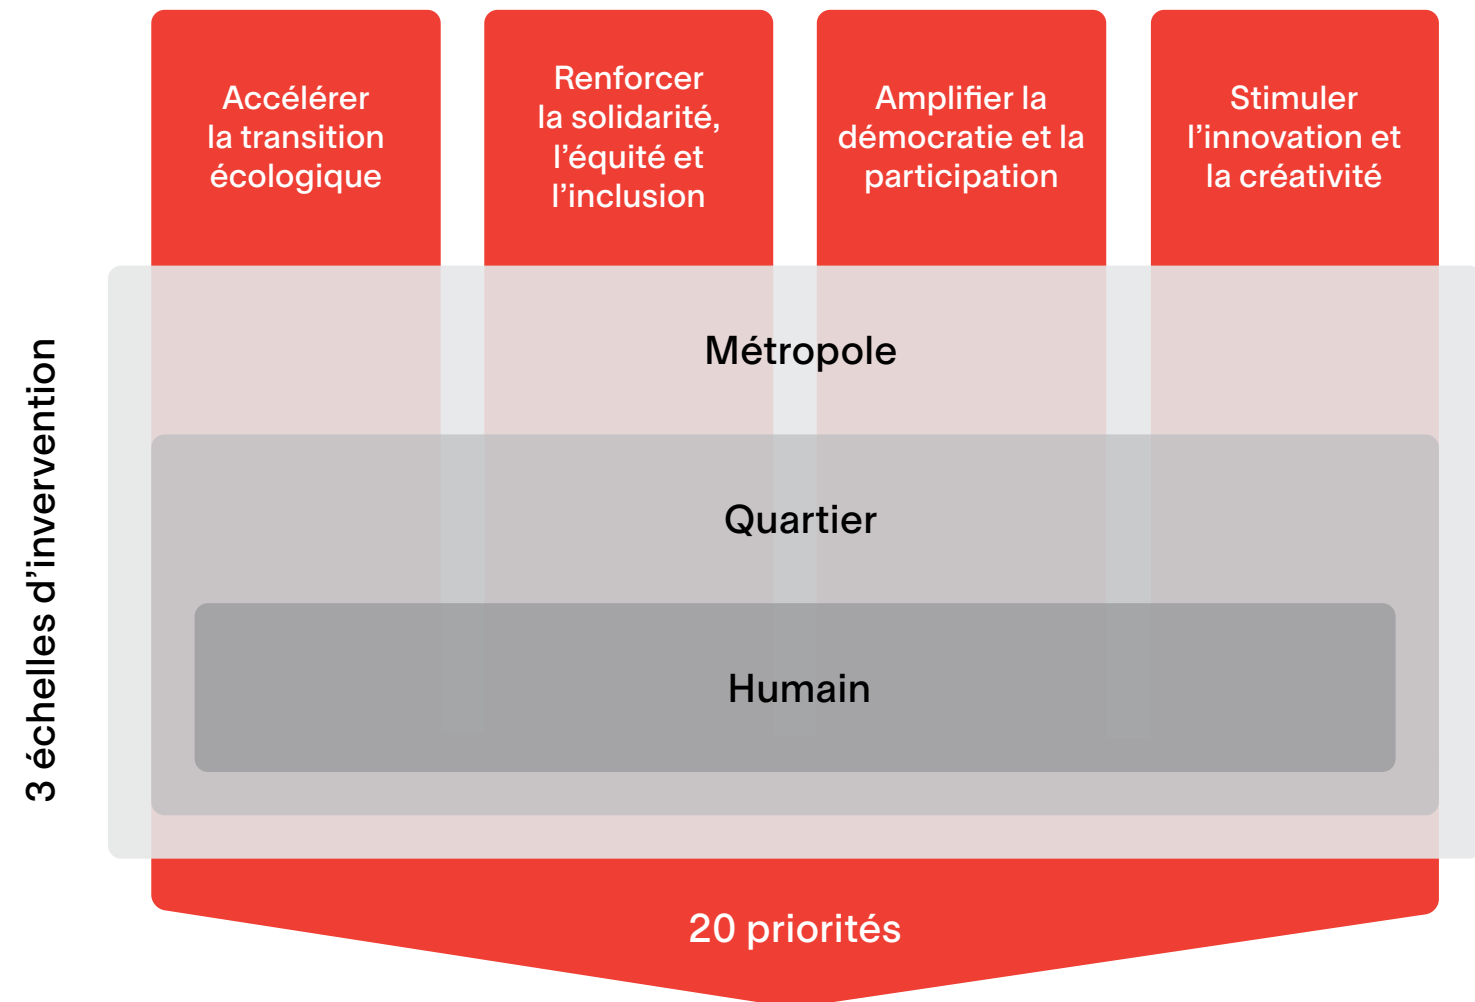 Accélérer
la transition
écologique
Renforcer
la solidarité,
l’équité et
l’inclusion
Amplifier la
démocratie et la
participation
Stimuler
l’innovation et
la créativité
3 échelles d’invervention
Métropole
Quartier
Humain
20 priorités